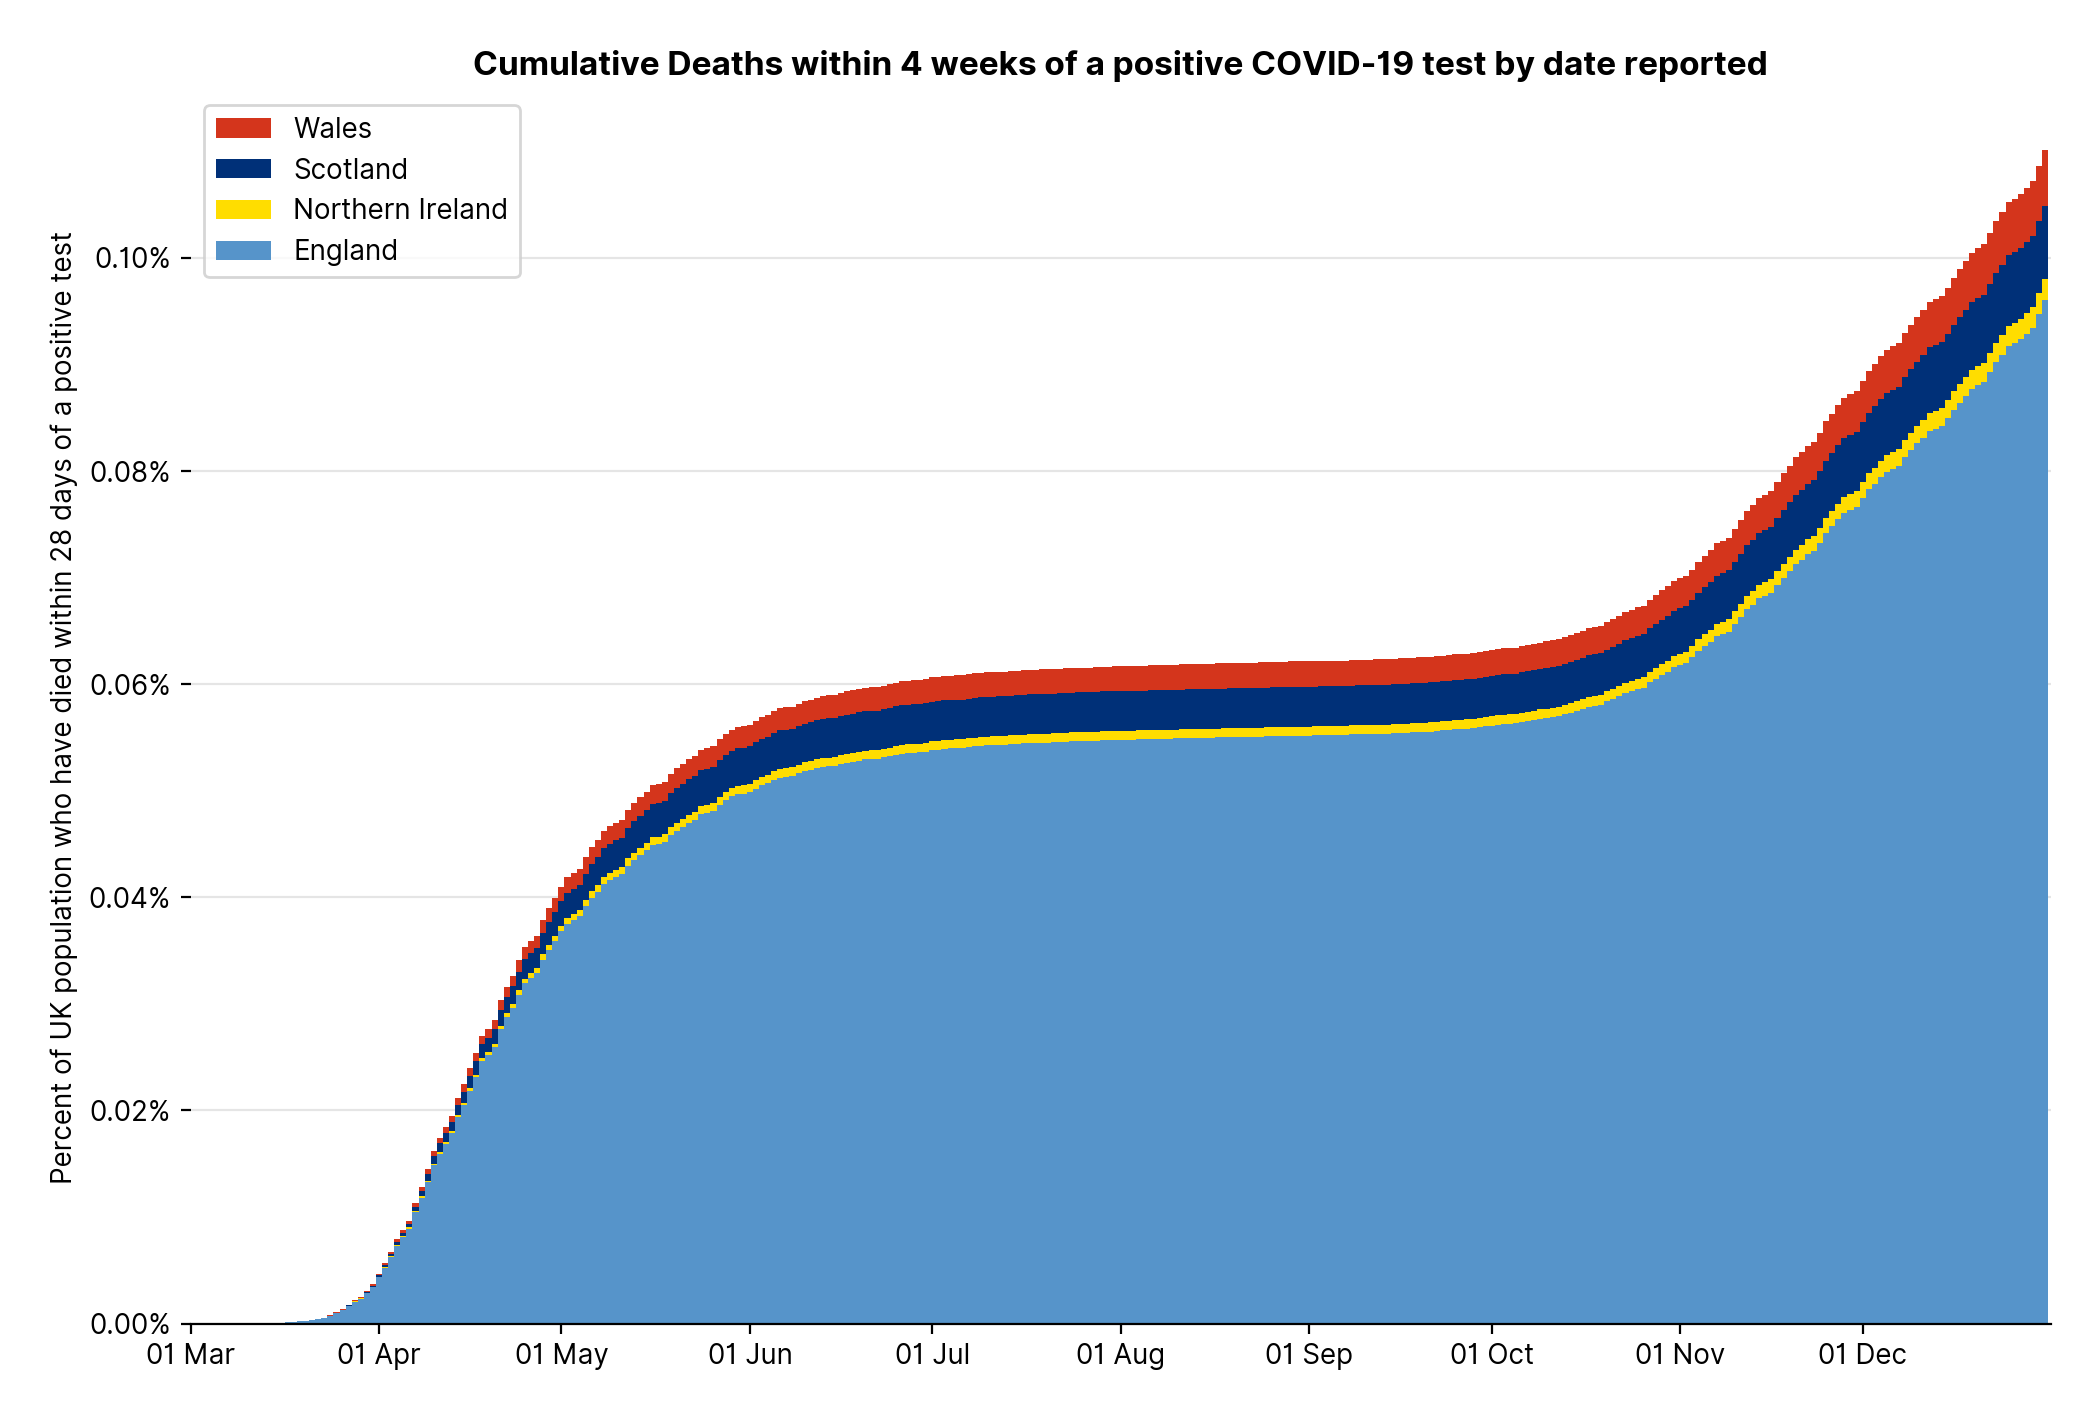 Cumulative Deaths within 4 weeks of a positive COVID-19 test by date reported
Wales
Scotland
Northern Ireland
England
Percent of UK population who have died within 28 days of a positive test
0.10%
0.08%
0.06%
0.04%
0.02%
0.00%
01 Mar
01 Apr
01 May
01 Jun
01 Jul
01 Aug
01 Sep
01 Oct
01 Nov
01 Dec